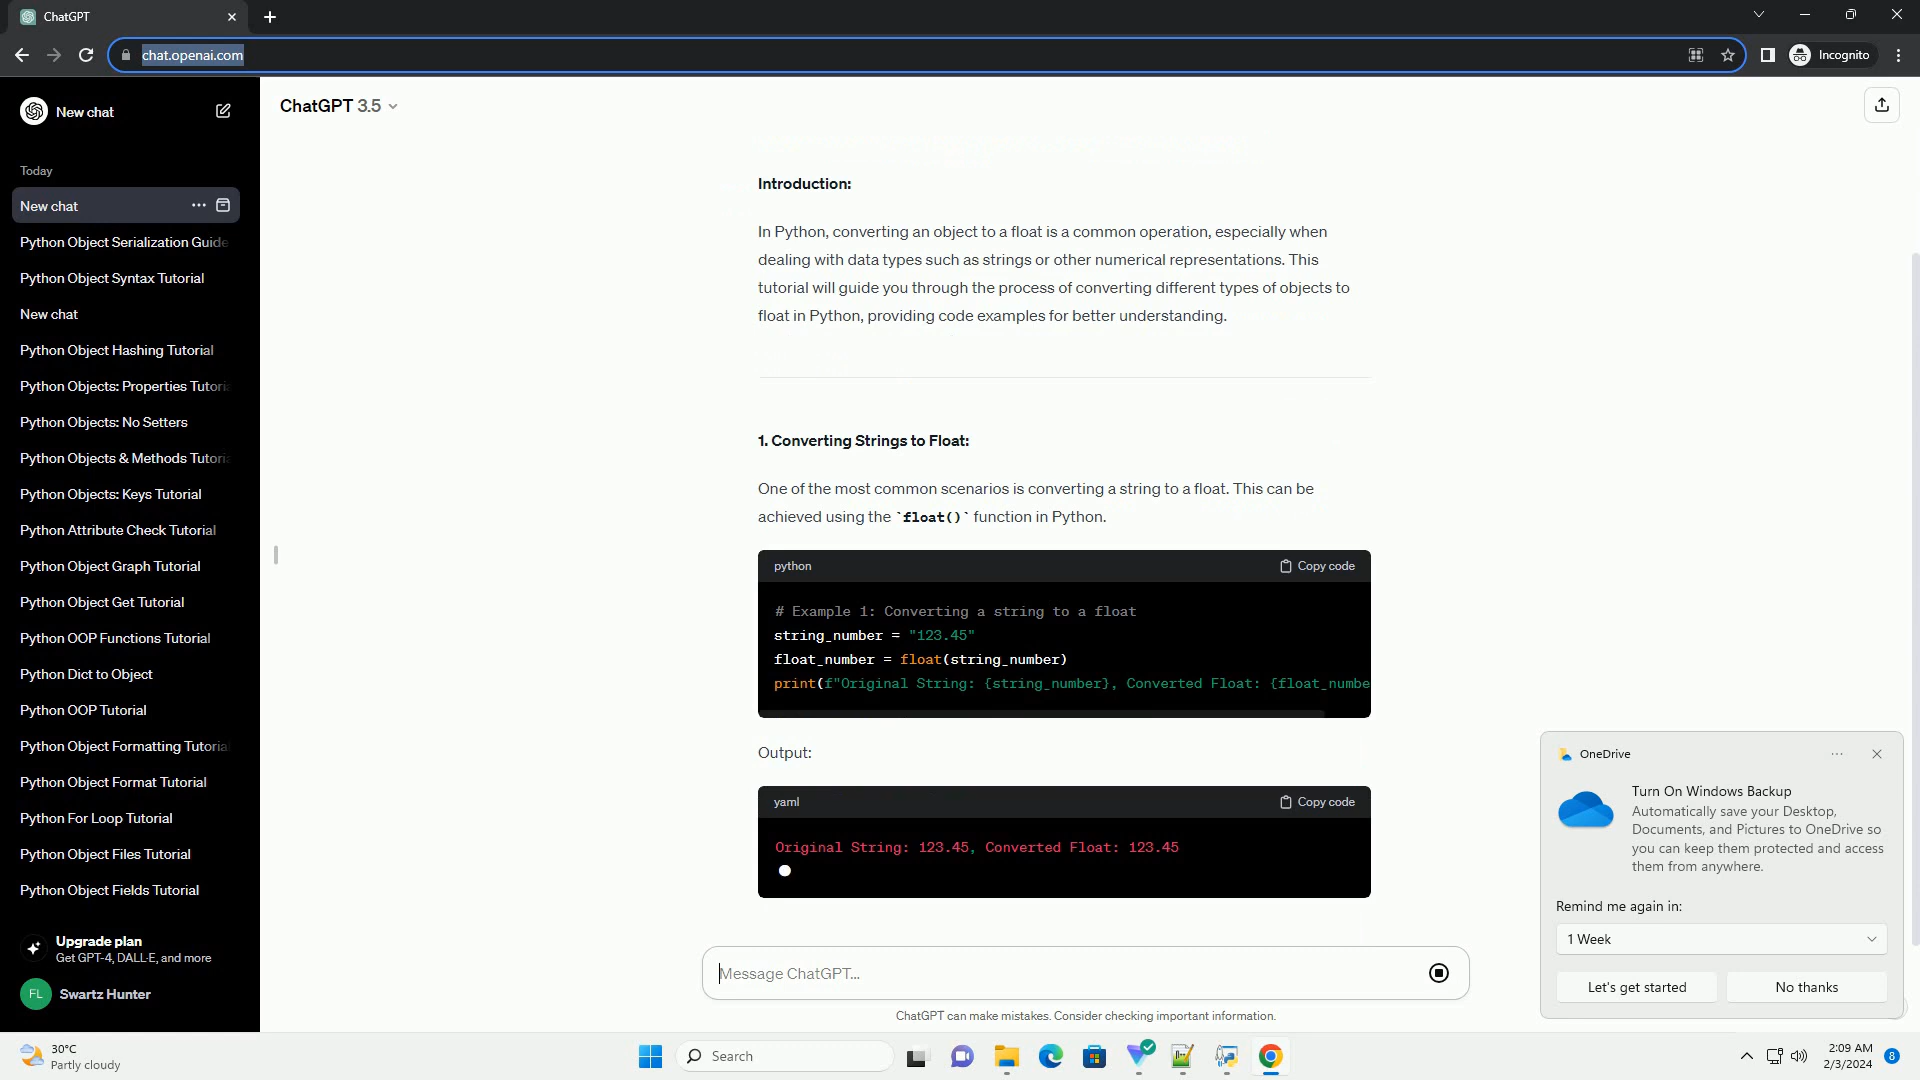 ChatGPT
chat.openai.com
Incognito
New chat
Today
New chat
Python Object Serialization Guide
Python Object Syntax Tutorial
New chat
Python Object Hashing Tutorial
Python Objects: Properties Tutoria
Python Objects: No Setters
Python Objects & Methods Tutoria
Python Objects: Keys Tutorial
Python Attribute Check Tutorial
Python Object Graph Tutorial
Python Object Get Tutorial
Python OOP Functions Tutorial
Python Dict to Object
Python OOP Tutorial
Python Object Formatting Tutorial
Python Object Format Tutorial
Python For Loop Tutorial
Python Object Files Tutorial
Python Object Fields Tutorial
Upgrade plan
Get GPT-4, DALL·E, and more
FL
Swartz Hunter
ChatGPT 3.5
Introduction:
In Python, converting an object to a float is a common operation, especially when
dealing with data types such as strings or other numerical representations. This
tutorial will guide you through the process of converting different types of objects to
float in Python, providing code examples for better understanding.
1. Converting Strings to Float:
One of the most common scenarios is converting a string to a float. This can be
achieved using the `float()` function in Python.
python
Copy code
# Example 1: Converting a string to a float
string_number = "123.45"
float_number = float(string_number)
print(f"Original String: {string_number}, Converted Float: {float_numbe
Output:
yaml
Copy code
Original String: 123.45, Converted Float: 123.45
Message ChatGPT...
ChatGPT can make mistakes. Consider checking important information.
OneDrive
Turn On Windows Backup
Automatically save your Desktop,
Documents, and Pictures to OneDrive so
you can keep them protected and access
them from anywhere.
Remind me again in:
1 Week
Let's get started
No thanks
30°C
Partly cloudy
Search
2:09 AM
2/3/2024
8